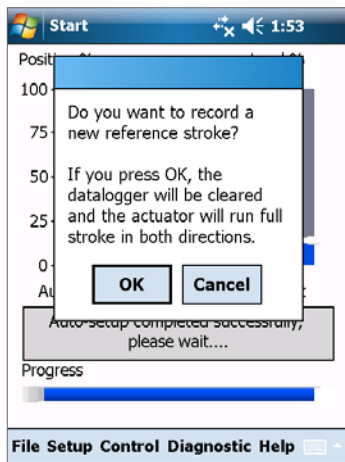 Start 1:53
Positi
100
75
50
25
0
Do you want to record a
new reference stroke?
If you press OK, the
datalogger will be cleared
and the actuator will run full
stroke in both directions.
OK Cancel
Au t
Auto-setup completed successfully,
please wait....
Progress
File Setup Control Diagnostic Help